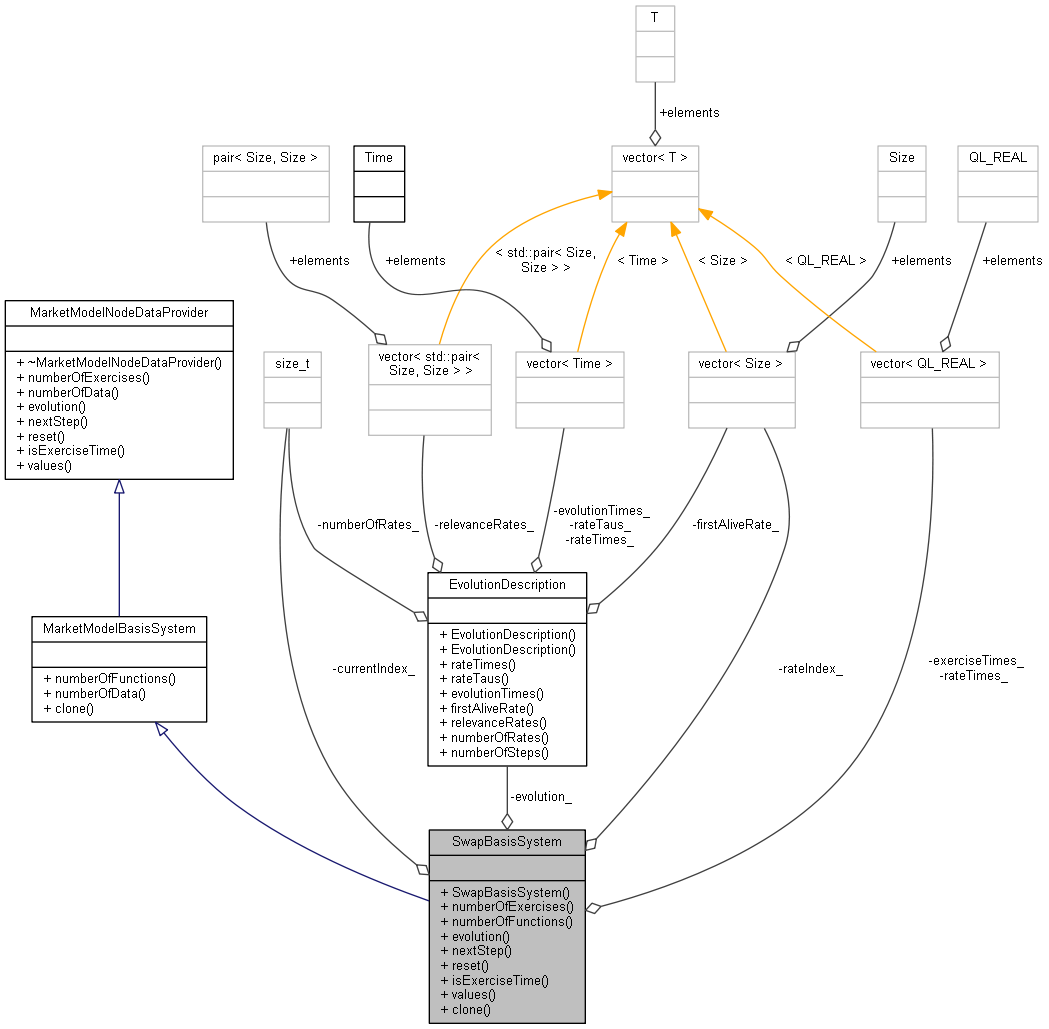 T
+elements
pair< Size, Size >
Time
vector< T >
Size
QL_REAL
+elements
+elements
< std::pair< Size,
Size > >
< Time >
< Size >
< QL_REAL >
+elements
+elements
MarketModelNodeDataProvider
+ ~MarketModelNodeDataProvider()
+ numberOfExercises()
+ numberOfData()
+ evolution()
+ nextStep()
+ reset()
+ isExerciseTime()
+ values()
size_t
vector< std::pair<
Size, Size > >
vector< Time >
vector< Size >
vector< QL_REAL >
-numberOfRates_
-relevanceRates_
-evolutionTimes_
-rateTaus_
-rateTimes_
-firstAliveRate_
EvolutionDescription
+ EvolutionDescription()
+ EvolutionDescription()
+ rateTimes()
+ rateTaus()
+ evolutionTimes()
+ firstAliveRate()
+ relevanceRates()
+ numberOfRates()
+ numberOfSteps()
MarketModelBasisSystem
+ numberOfFunctions()
+ numberOfData()
+ clone()
-currentIndex_
-rateIndex_
-exerciseTimes_
-rateTimes_
-evolution_
SwapBasisSystem
+ SwapBasisSystem()
+ numberOfExercises()
+ numberOfFunctions()
+ evolution()
+ nextStep()
+ reset()
+ isExerciseTime()
+ values()
+ clone()